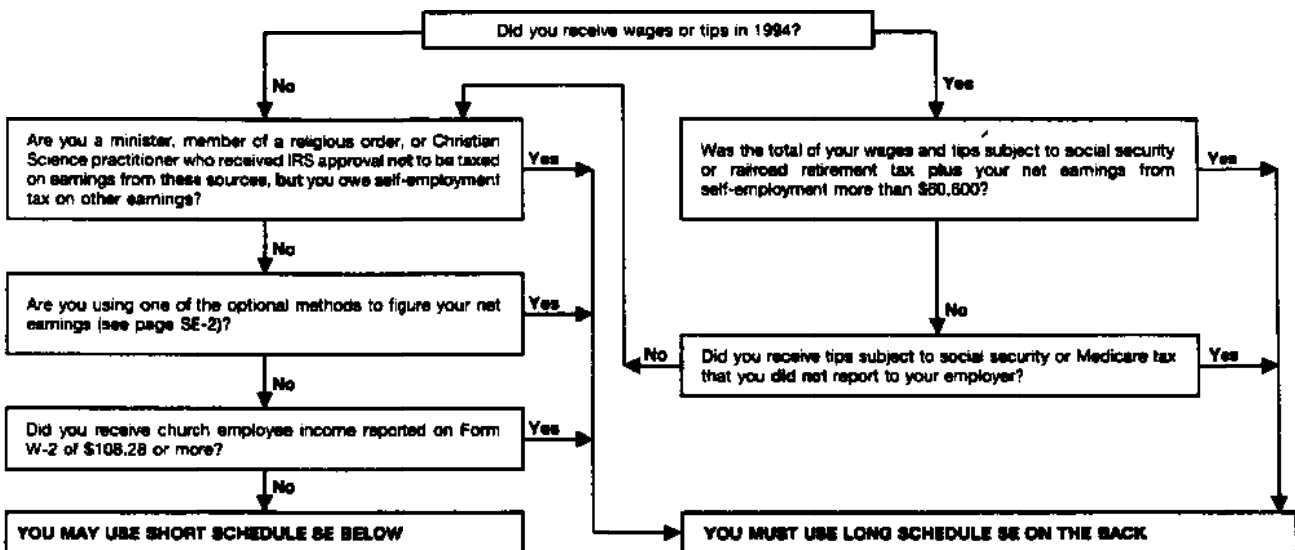 Did you receive wages or tips in 1994?
No
Yes
Are you a minister, member of a religious order, or Christian
Science practitioner who received IRS approval not to be taxed
on earnings from these sources, but you owe self-employment
tax on other earnings?
Yes
Was the total of your wages and tips subject to social security
or railroad retirement tax plus your net earnings from
self-employment more than $60,600?
Yes
No
Are you using one of the optional methods to figure your net
earnings (see page SE-2)?
Yes
No
No
Did you receive tips subject to social security or Medicare tax
that you did not report to your employer?
Yes
No
Did you receive church employee income reported on Form
W-2 of $108.28 or more?
Yes
No
YOU MAY USE SHORT SCHEDULE SE BELOW
YOU MUST USE LONG SCHEDULE SE ON THE BACK